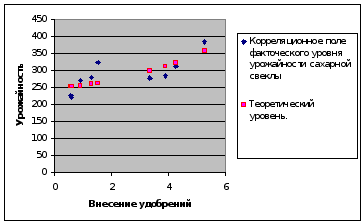 450
400
350
300
250
200
150
100
50
0
Урожайность
0 2 4 6
Внесение удобрений
Корреляционное поле
факточеского уровня
урожайности сахарной
свеклы
Теоретический
уровень.